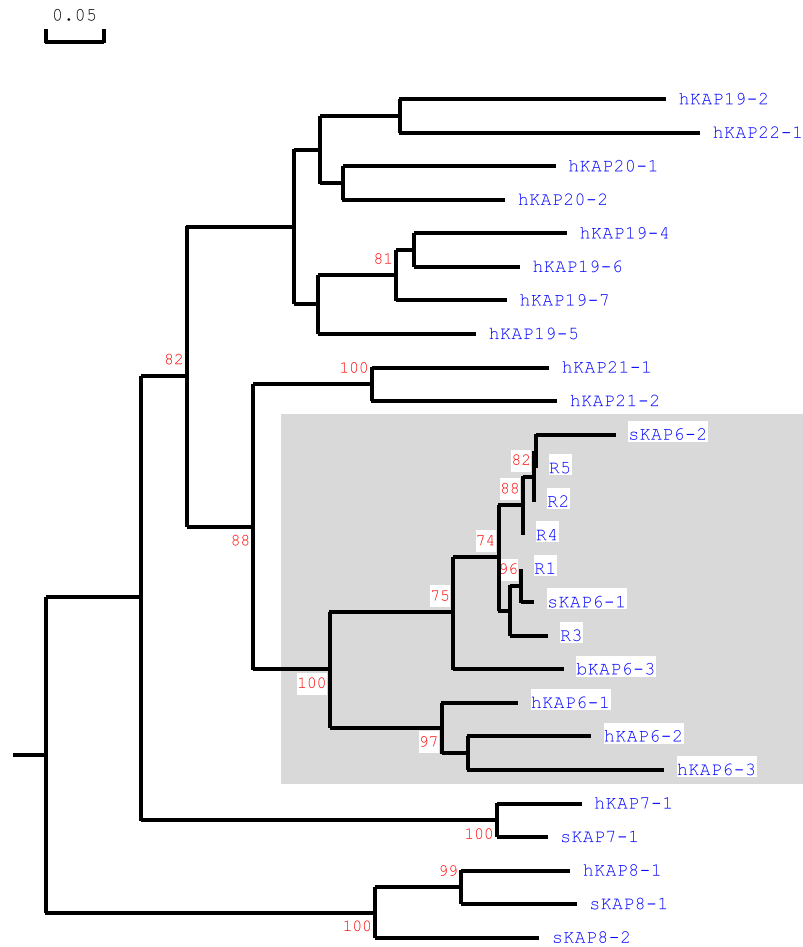 0.05
hKAP19-2
hKAP22-1
hKAP20-1
hKAP20-2
hKAP19-4
81
hKAP19-6
hKAP19-7
hKAP19-5
82
100
hKAP21-1
hKAP21-2
sKAP6-2
82
R5
88
R2
R4
88
74
96
R1
75
sKAP6-1
R3
bKAP6-3
100
hKAP6-1
97
hKAP6-2
hKAP6-3
hKAP7-1
100
sKAP7-1
99
hKAP8-1
sKAP8-1
100
sKAP8-2